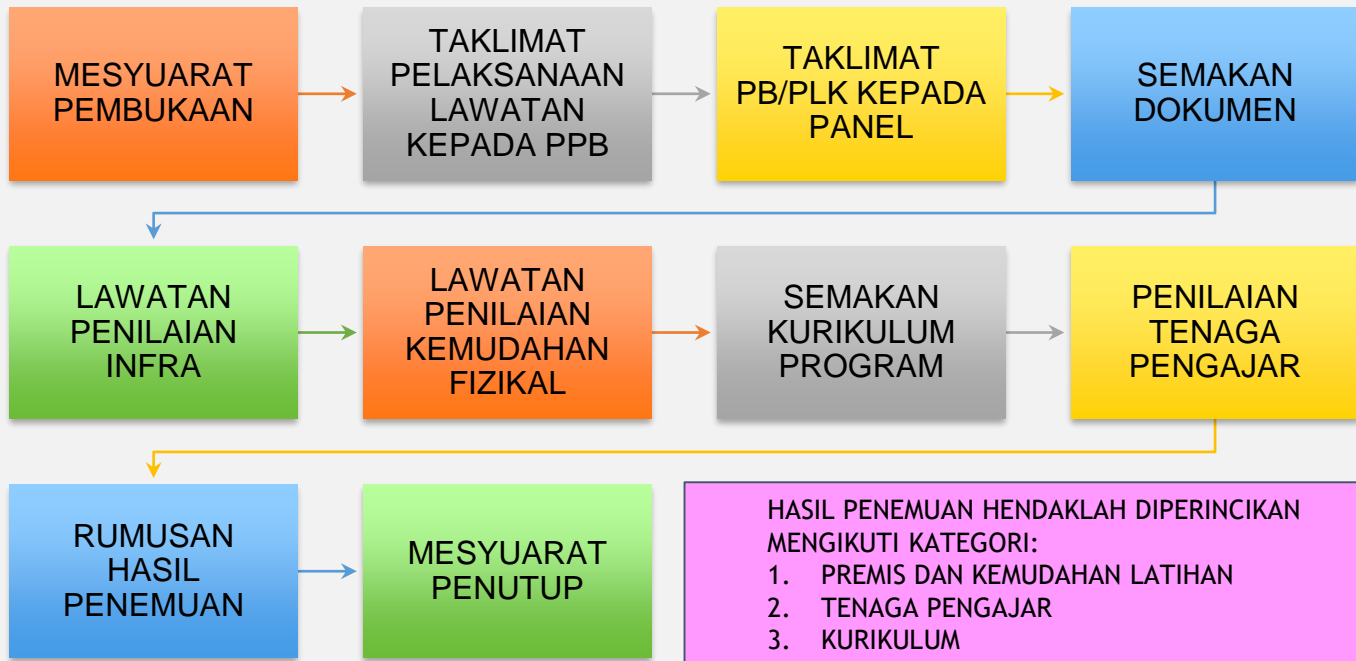 MESYUARAT
PEMBUKAAN
TAKLIMAT
PELAKSANAAN
LAWATAN
KEPADA PPB
TAKLIMAT
PB/PLK KEPADA
PANEL
SEMAKAN
DOKUMEN
LAWATAN
PENILAIAN
INFRA
LAWATAN
PENILAIAN
KEMUDAHAN
FIZIKAL
SEMAKAN
KURIKULUM
PROGRAM
PENILAIAN
TENAGA
PENGAJAR
RUMUSAN
HASIL
PENEMUAN
MESYUARAT
PENUTUP
HASIL PENEMUAN HENDAKLAH DIPERINCIKAN
MENGIKUTI KATEGORI:
1. PREMIS DAN KEMUDAHAN LATIHAN
2. TENAGA PENGAJAR
3. KURIKULUM